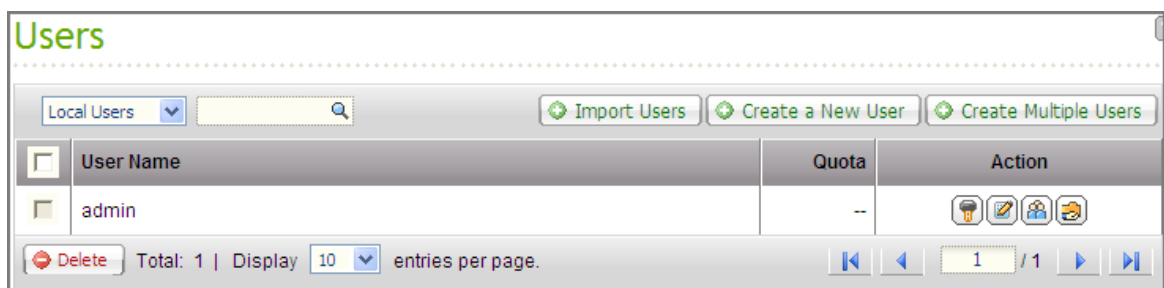 Users
Local Users
Import Users
Create a New User
Create Multiple Users
User Name Quota Action
admin --
Delete Total: 1 | Display 10 entries per page. 1 / 1